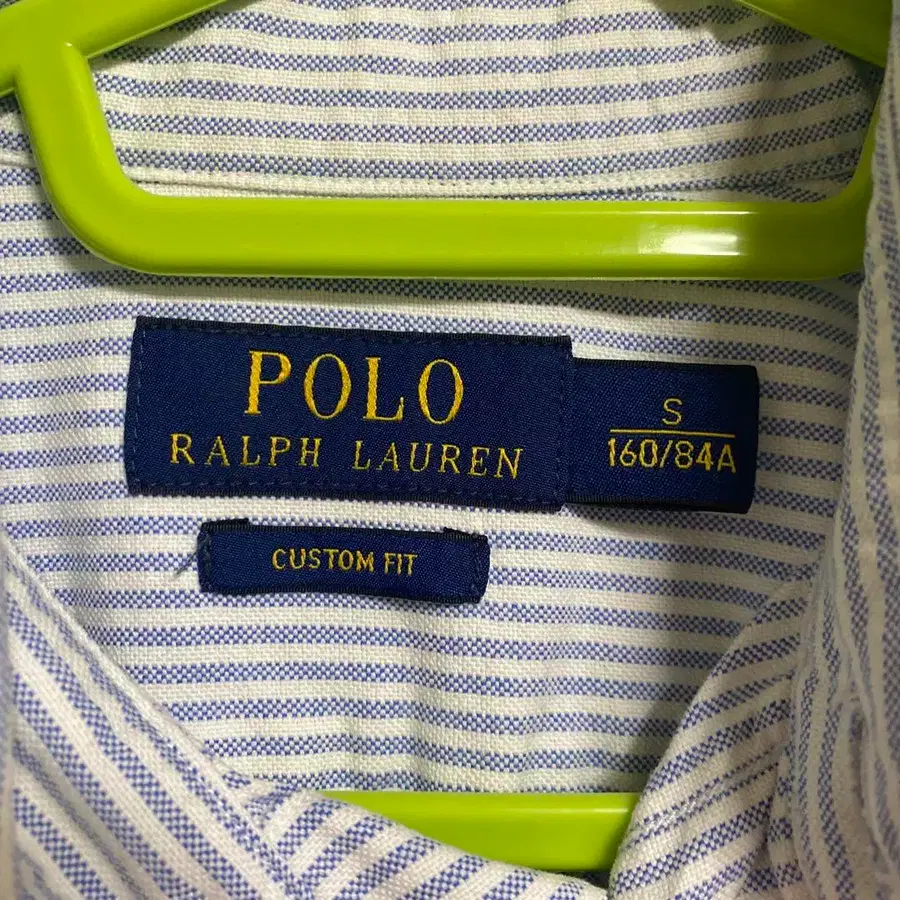 POLO
RALPH LAUREN
S
160/84A
CUSTOM FIT